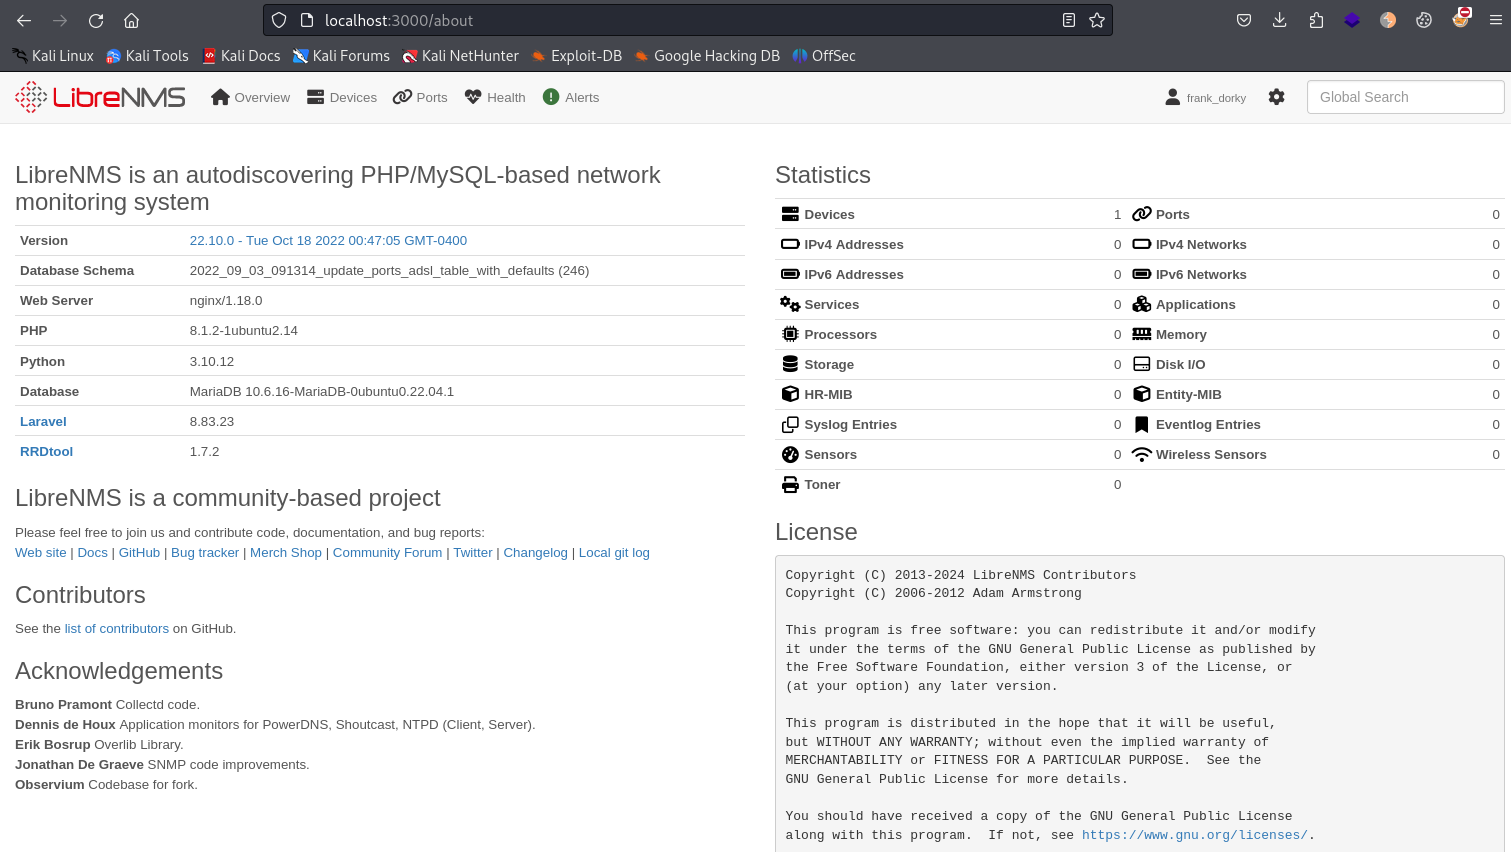 localhost:3000/about
Kali Linux Kali Tools Kali Docs Kali Forums Kali NetHunter Exploit-DB Google Hacking DB OffSec
LibreNMS Overview Devices Ports Health Alerts frank_dorky Global Search
LibreNMS is an autodiscovering PHP/MySQL-based network
monitoring system
Version 22.10.0 - Tue Oct 18 2022 00:47:05 GMT-0400
Database Schema 2022_09_03_091314_update_ports_adsl_table_with_defaults (246)
Web Server nginx/1.18.0
PHP 8.1.2-1ubuntu2.14
Python 3.10.12
Database MariaDB 10.6.16-MariaDB-0ubuntu0.22.04.1
Laravel 8.83.23
RRDtool 1.7.2
LibreNMS is a community-based project
Please feel free to join us and contribute code, documentation, and bug reports:
Web site | Docs | GitHub | Bug tracker | Merch Shop | Community Forum | Twitter | Changelog | Local git log
Contributors
See the list of contributors on GitHub.
Acknowledgements
Bruno Pramont Collectd code.
Dennis de Houx Application monitors for PowerDNS, Shoutcast, NTPD (Client, Server).
Erik Bosrup Overlib Library.
Jonathan De Graeve SNMP code improvements.
Observium Codebase for fork.
Statistics
Devices 1 Ports 0
IPv4 Addresses 0 IPv4 Networks 0
IPv6 Addresses 0 IPv6 Networks 0
Services 0 Applications 0
Processors 0 Memory 0
Storage 0 Disk I/O 0
HR-MIB 0 Entity-MIB 0
Syslog Entries 0 Eventlog Entries 0
Sensors 0 Wireless Sensors 0
Toner 0
License
Copyright (C) 2013-2024 LibreNMS Contributors
Copyright (C) 2006-2012 Adam Armstrong
This program is free software: you can redistribute it and/or modify
it under the terms of the GNU General Public License as published by
the Free Software Foundation, either version 3 of the License, or
(at your option) any later version.
This program is distributed in the hope that it will be useful,
but WITHOUT ANY WARRANTY; without even the implied warranty of
MERCHANTABILITY or FITNESS FOR A PARTICULAR PURPOSE.  See the
GNU General Public License for more details.
You should have received a copy of the GNU General Public License
along with this program.  If not, see https://www.gnu.org/licenses/.